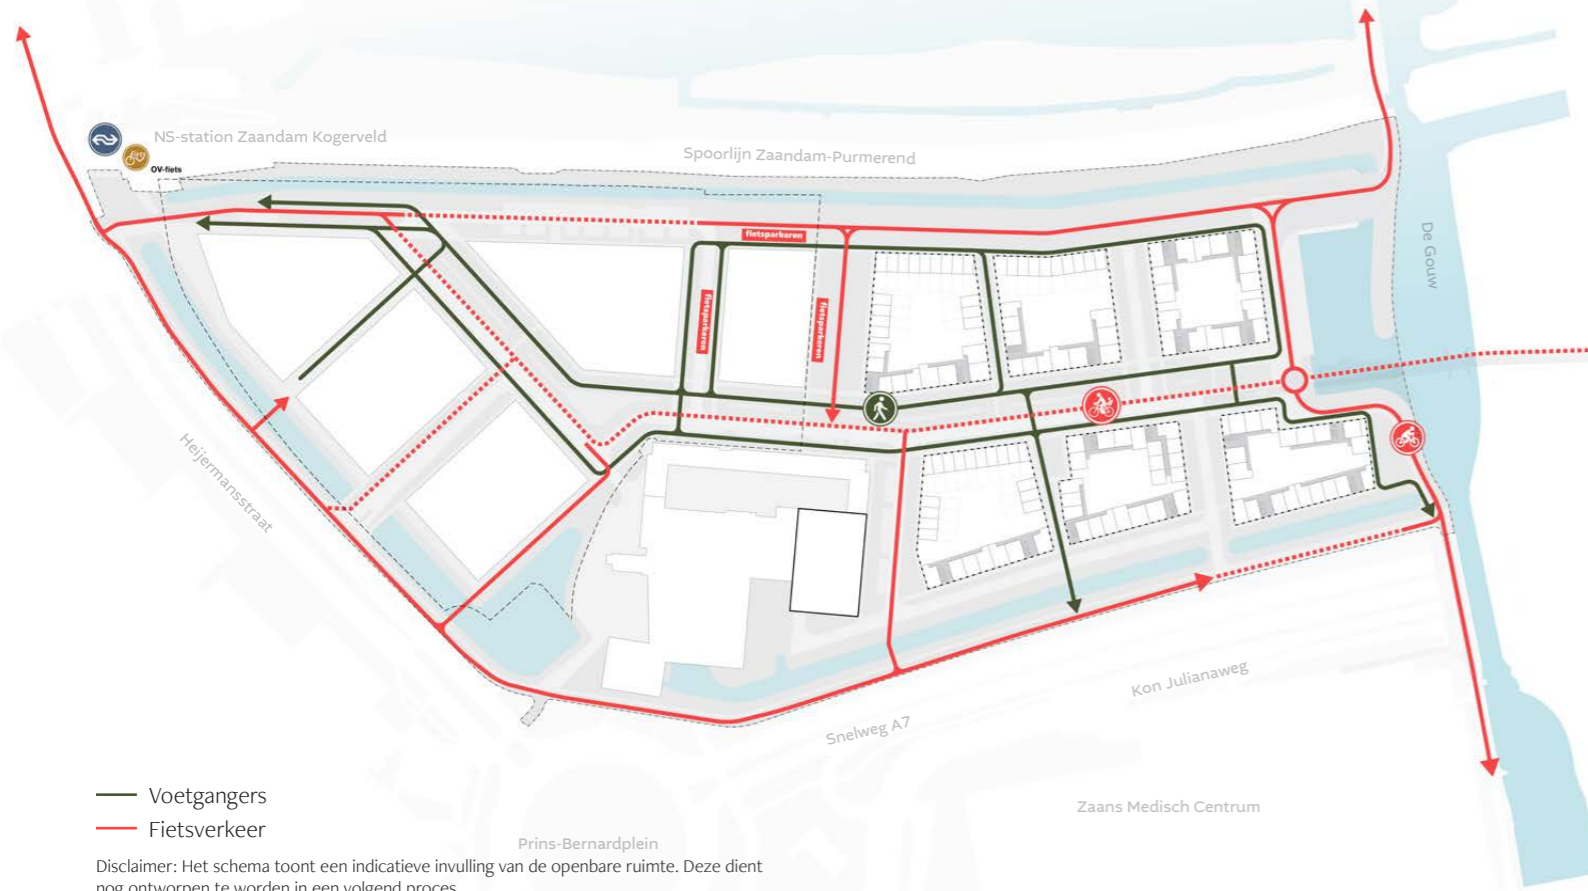 NS-station Zaandam Kogerveld
OV-fiets
Spoorlijn Zaandam-Purmerend
fietsparkeren
fietsparkeren
fietsparkeren
De Gouw
Heijermansstraat
Kon Julianaweg
Snelweg A7
Zaans Medisch Centrum
Prins-Bernardplein
Voetgangers
Fietsverkeer
Disclaimer: Het schema toont een indicatieve invulling van de openbare ruimte. Deze dient
nog ontworpen te worden in een volgend proces.